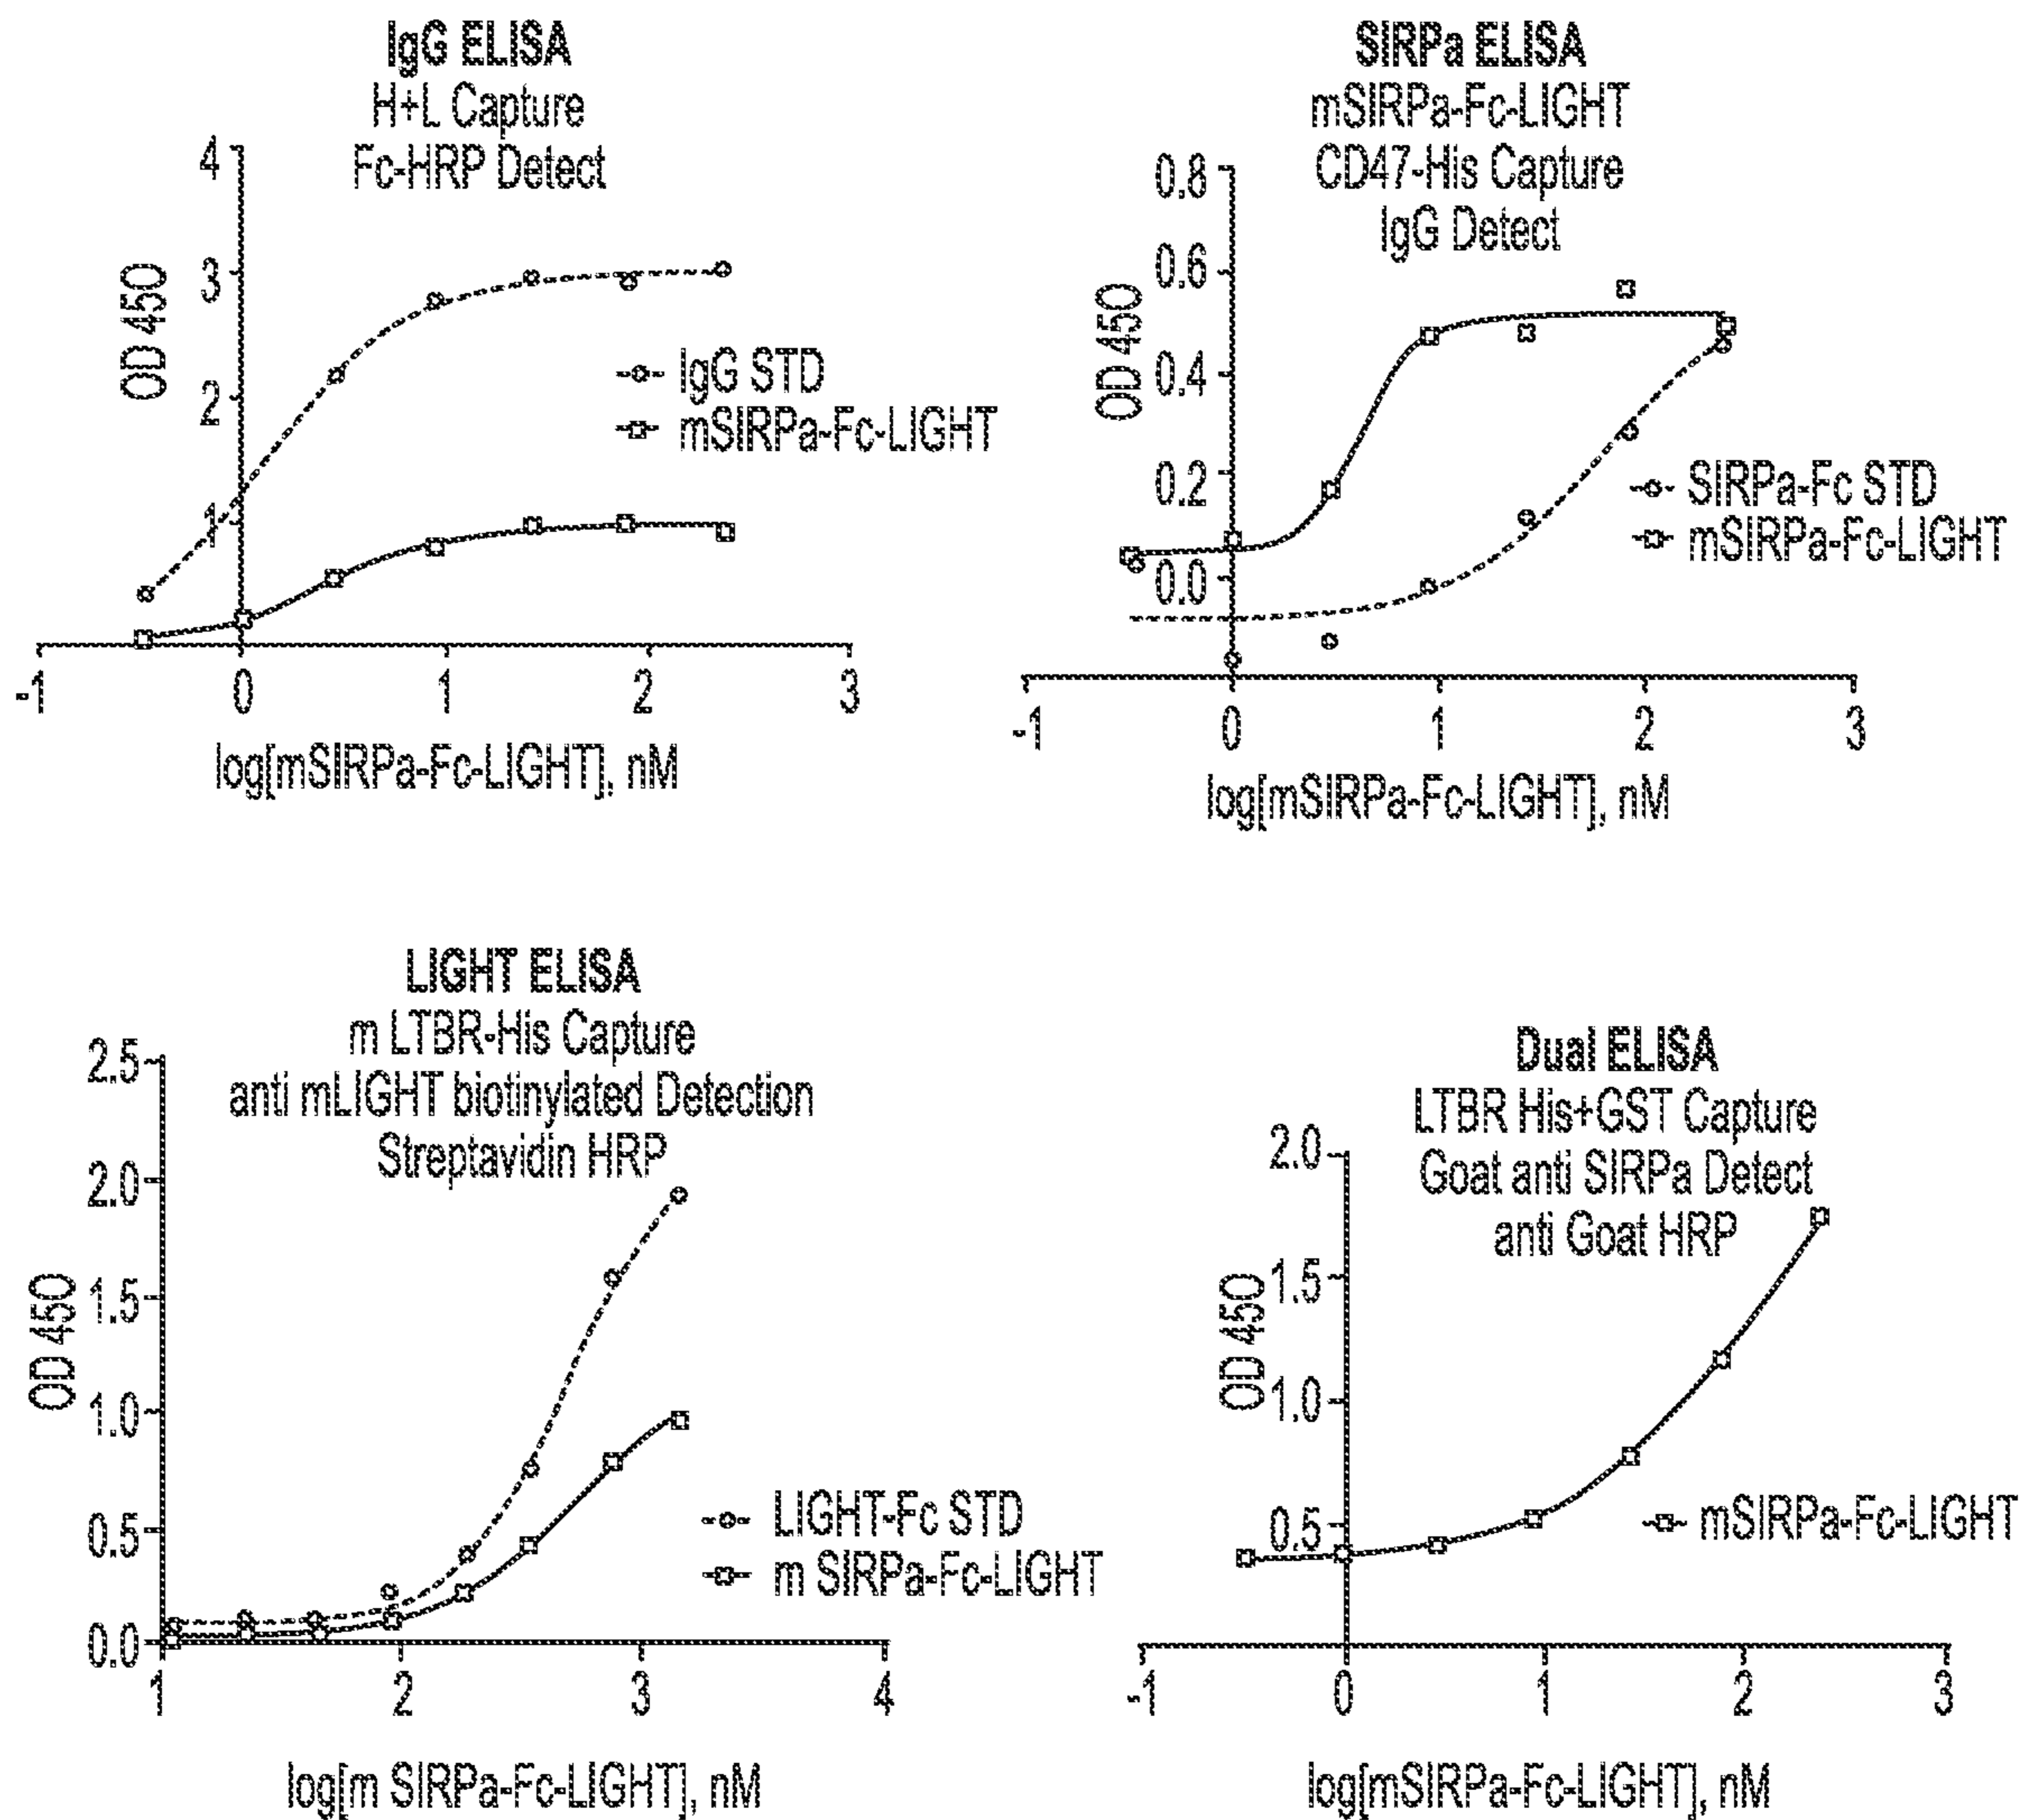 IgG ELISA
H+L Capture
Fc-HRP Detect
4
3
2
1
OD 450
IgG STD
mSIRPa-Fc-LIGHT
-1 0 1 2 3
log[mSIRPa-Fc-LIGHT], nM
SIRPa ELISA
mSIRPa-Fc-LIGHT
CD47-His Capture
IgG Detect
0.8
0.6
0.4
0.2
0.0
OD 450
SIRPa-Fc STD
mSIRPa-Fc-LIGHT
-1 0 1 2 3
log[mSIRPa-Fc-LIGHT], nM
LIGHT ELISA
m LTBR-His Capture
anti mLIGHT biotinylated Detection
Streptavidin HRP
2.5
2.0
1.5
1.0
0.5
0.0
OD 450
LIGHT-Fc STD
m SIRPa-Fc-LIGHT
1 2 3 4
log[m SIRPa-Fc-LIGHT], nM
Dual ELISA
LTBR His+GST Capture
Goat anti SIRPa Detect
anti Goat HRP
2.0
1.5
1.0
0.5
OD 450
mSIRPa-Fc-LIGHT
-1 0 1 2 3
log[mSIRPa-Fc-LIGHT], nM